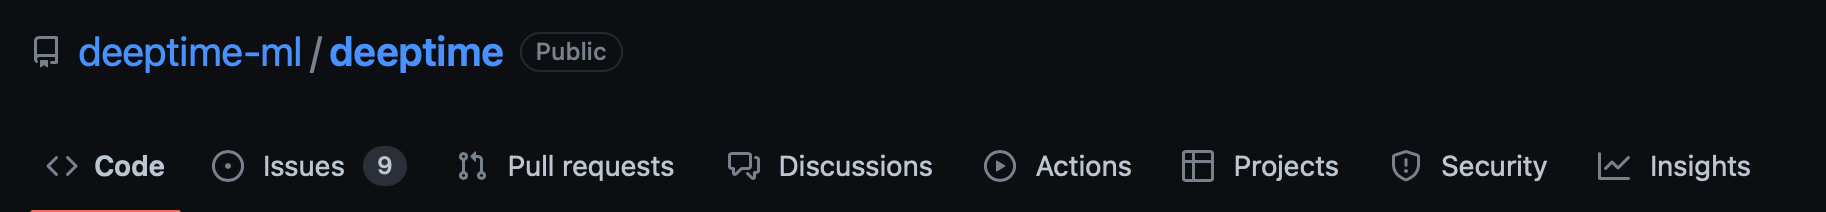 deeptime-ml / deeptime Public
Code Issues 9 Pull requests Discussions Actions Projects Security Insights